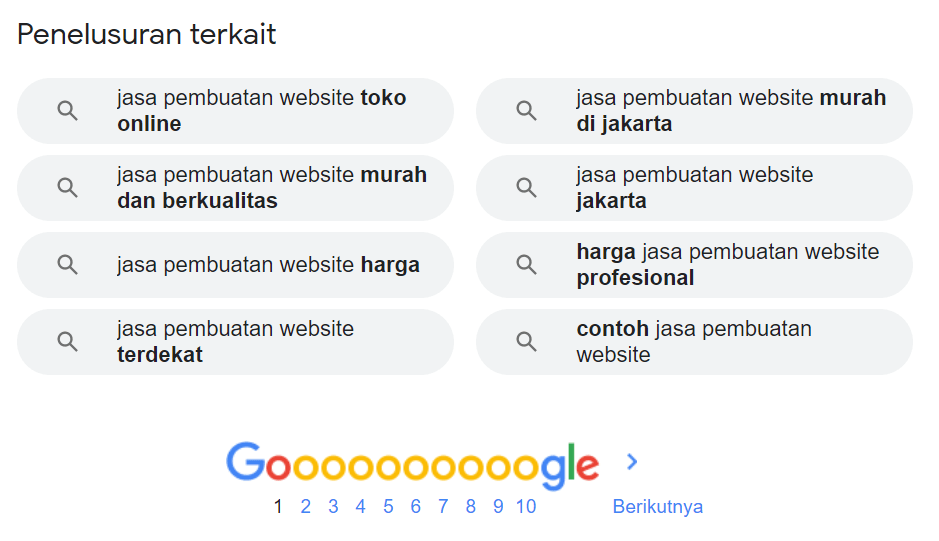 Penelusuran terkait
jasa pembuatan website toko
online
jasa pembuatan website murah
di jakarta
jasa pembuatan website murah
dan berkualitas
jasa pembuatan website
jakarta
jasa pembuatan website harga
harga jasa pembuatan website
profesional
jasa pembuatan website
terdekat
contoh jasa pembuatan
website
Goooooooooogle
1 2 3 4 5 6 7 8 9 10 Berikutnya